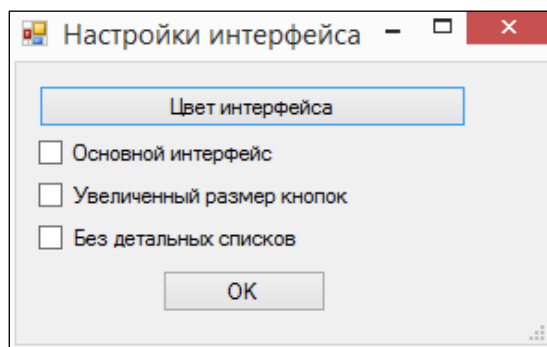 Настройки интерфейса
Цвет интерфейса
Основной интерфейс
Увеличенный размер кнопок
Без детальных списков
OK